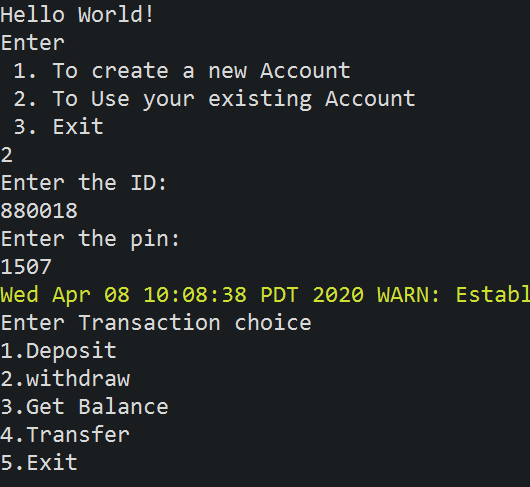 Hello World!
Enter
1. To create a new Account
2. To Use your existing Account
3. Exit
2
Enter the ID:
880018
Enter the pin:
1507
Wed Apr 08 10:08:38 PDT 2020 WARN: Establ
Enter Transaction choice
1.Deposit
2.withdraw
3.Get Balance
4.Transfer
5.Exit